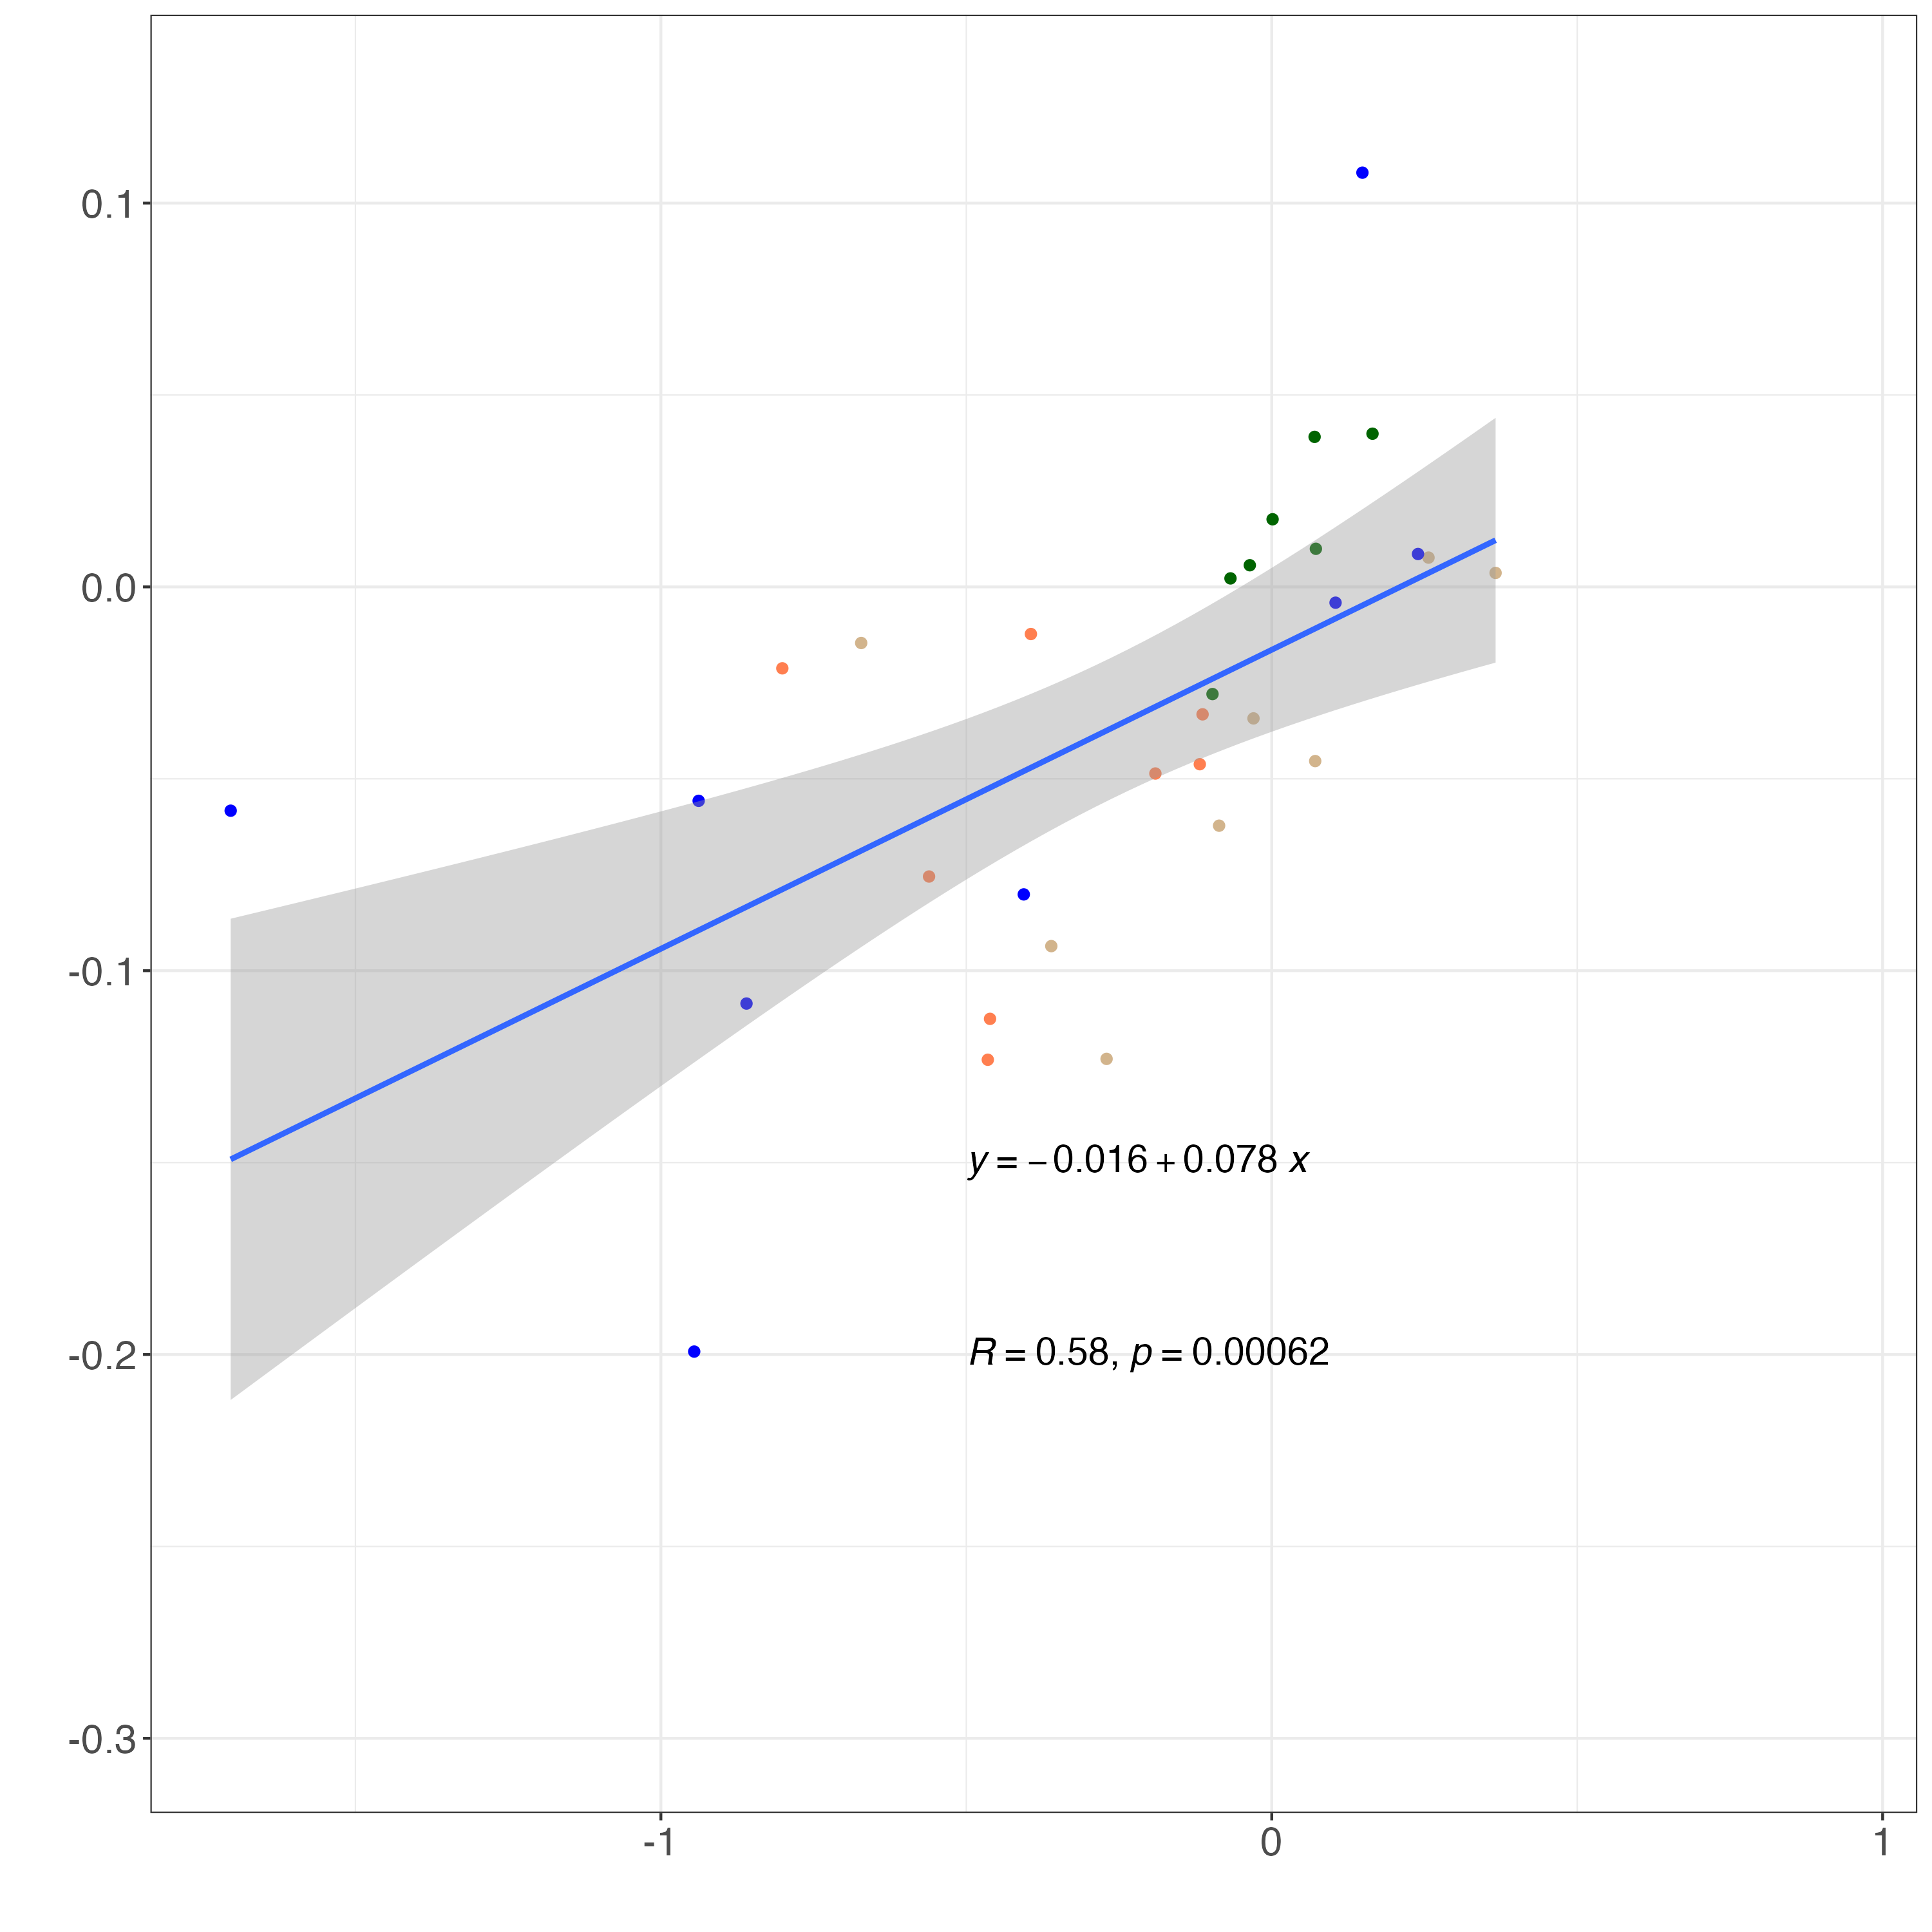 0.1
0.0
-0.1
y = −0.016 + 0.078 x
-0.2
R = 0.58, p = 0.00062
-0.3
-1 0 1